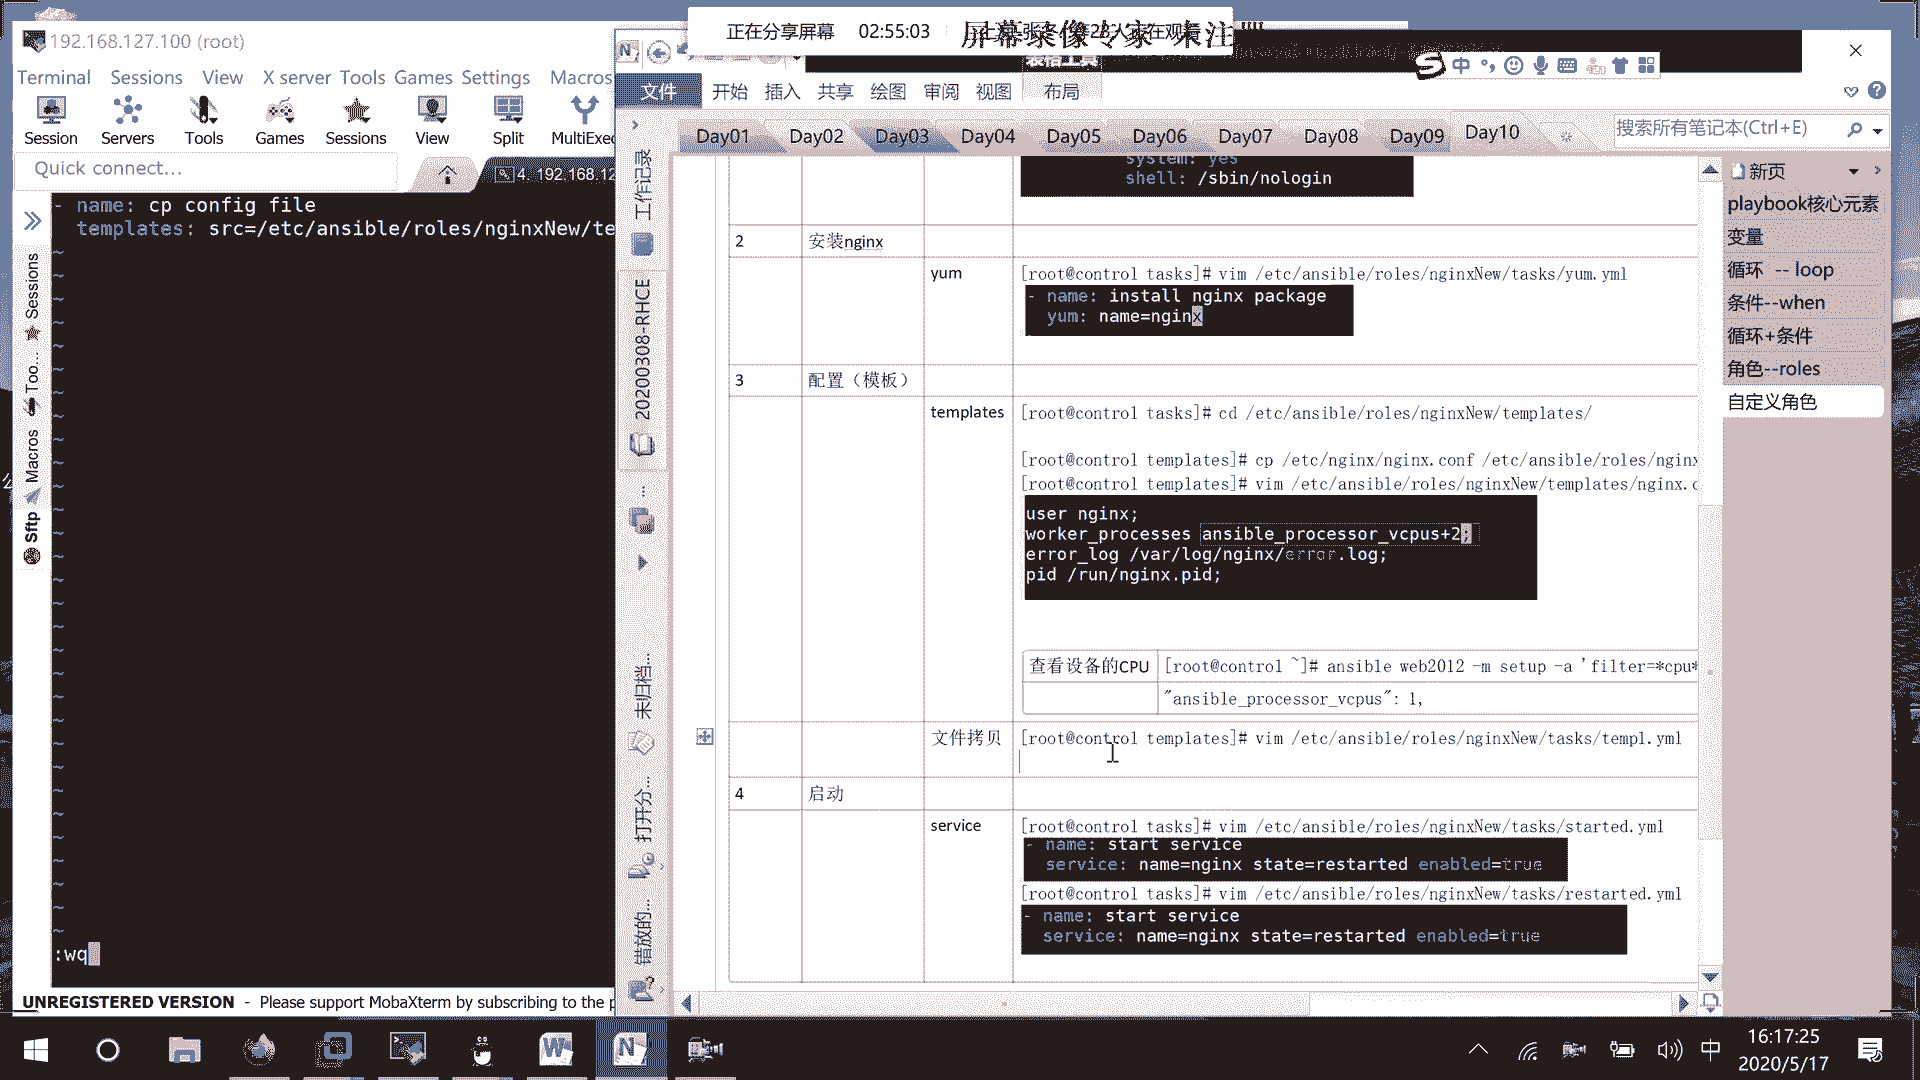 正在分享屏幕 02:55:03
屏幕录像专家 未注
192.168.127.100 (root)
Terminal Sessions View X server Tools Games Settings Macros
Session Servers Tools Games Sessions View Split MultiExec
Quick connect...
4. 192.168.12
Sessions
Too...
Macros
Sftp
- name: cp config file
templates: src=/etc/ansible/roles/nginxNew/te
:wq
UNREGISTERED VERSION - Please support MobaXterm by subscribing to the p
表格工具
文件 开始 插入 共享 绘图 审阅 视图 布局
中
Day01 Day02 Day03 Day04 Day05 Day06 Day07 Day08 Day09 Day10
搜索所有笔记本(Ctrl+E)
工作记录
20200308-RHCE
未归档...
打开分...
错放的...
新页
playbook核心元素
变量
循环 -- loop
条件--when
循环+条件
角色--roles
自定义角色
system: yes
shell: /sbin/nologin
2 安装nginx
yum [root@control tasks]# vim /etc/ansible/roles/nginxNew/tasks/yum.yml
- name: install nginx package
yum: name=nginx
3 配置（模板）
templates [root@control tasks]# cd /etc/ansible/roles/nginxNew/templates/
[root@control templates]# cp /etc/nginx/nginx.conf /etc/ansible/roles/nginx
[root@control templates]# vim /etc/ansible/roles/nginxNew/templates/nginx.c
user nginx;
worker_processes ansible_processor_vcpus+2;
error_log /var/log/nginx/error.log;
pid /run/nginx.pid;
查看设备的CPU [root@control ~]# ansible web2012 -m setup -a 'filter=*cpu*
"ansible_processor_vcpus": 1,
文件拷贝 [root@control templates]# vim /etc/ansible/roles/nginxNew/tasks/templ.yml
4 启动
service [root@control tasks]# vim /etc/ansible/roles/nginxNew/tasks/started.yml
- name: start service
service: name=nginx state=restarted enabled=true
[root@control tasks]# vim /etc/ansible/roles/nginxNew/tasks/restarted.yml
- name: start service
service: name=nginx state=restarted enabled=true
中
16:17:25
2020/5/17